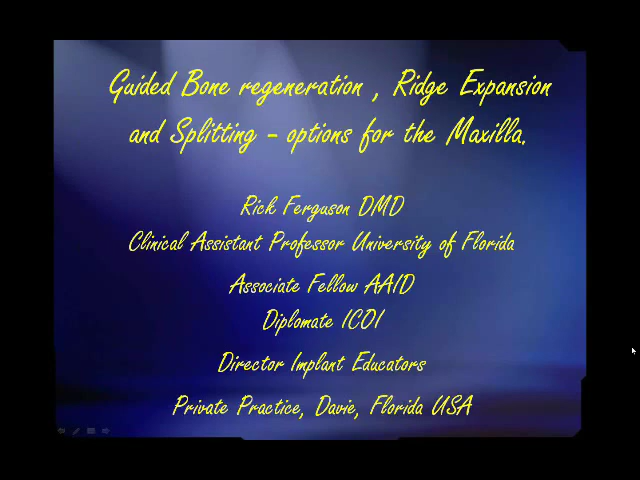 Guided Bone regeneration , Ridge Expansion
and Splitting - options for the Maxilla.
Rick Ferguson DMD
Clinical Assistant Professor University of Florida
Associate Fellow AAID
Diplomate ICOI
Director Implant Educators
Private Practice, Davie, Florida USA